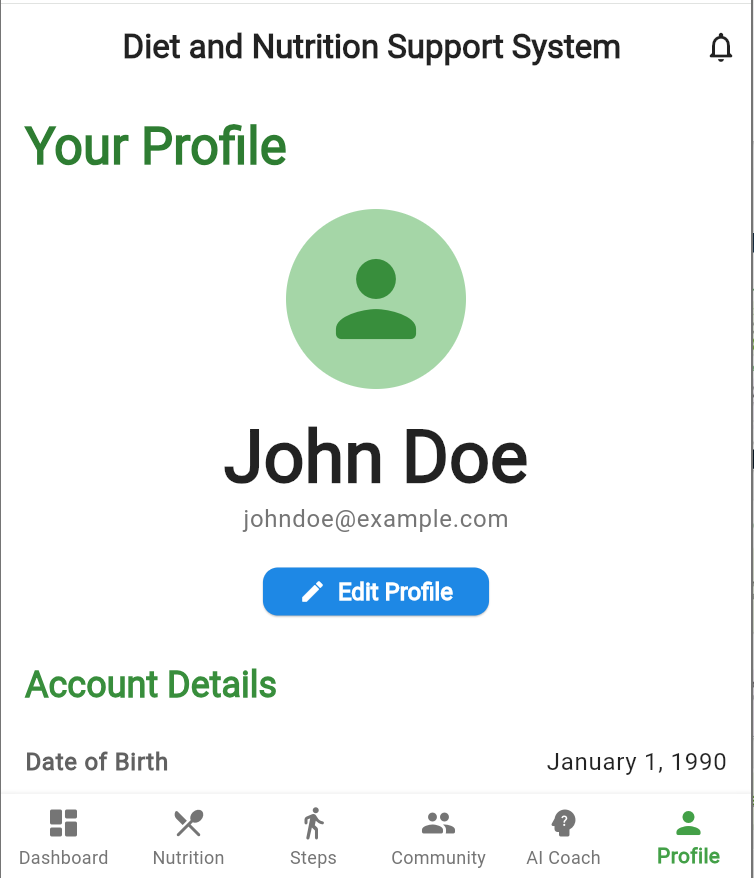 Diet and Nutrition Support System
Your Profile
John Doe
johndoe@example.com
Edit Profile
Account Details
Date of Birth January 1, 1990
?
Dashboard Nutrition Steps Community AI Coach Profile